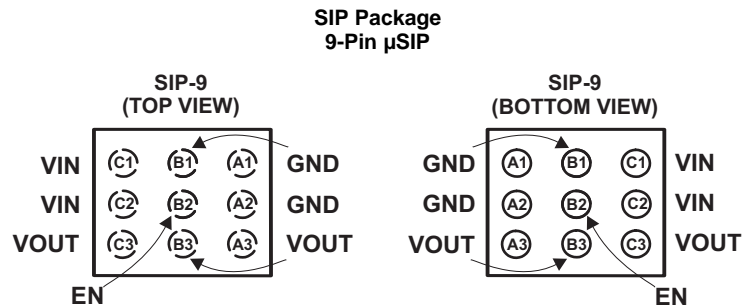 SIP Package
9-Pin µSIP
SIP-9
(TOP VIEW)
VIN C1 B1 A1 GND
VIN C2 B2 A2 GND
VOUT C3 B3 A3 VOUT
EN
SIP-9
(BOTTOM VIEW)
GND A1 B1 C1 VIN
GND A2 B2 C2 VIN
VOUT A3 B3 C3 VOUT
EN